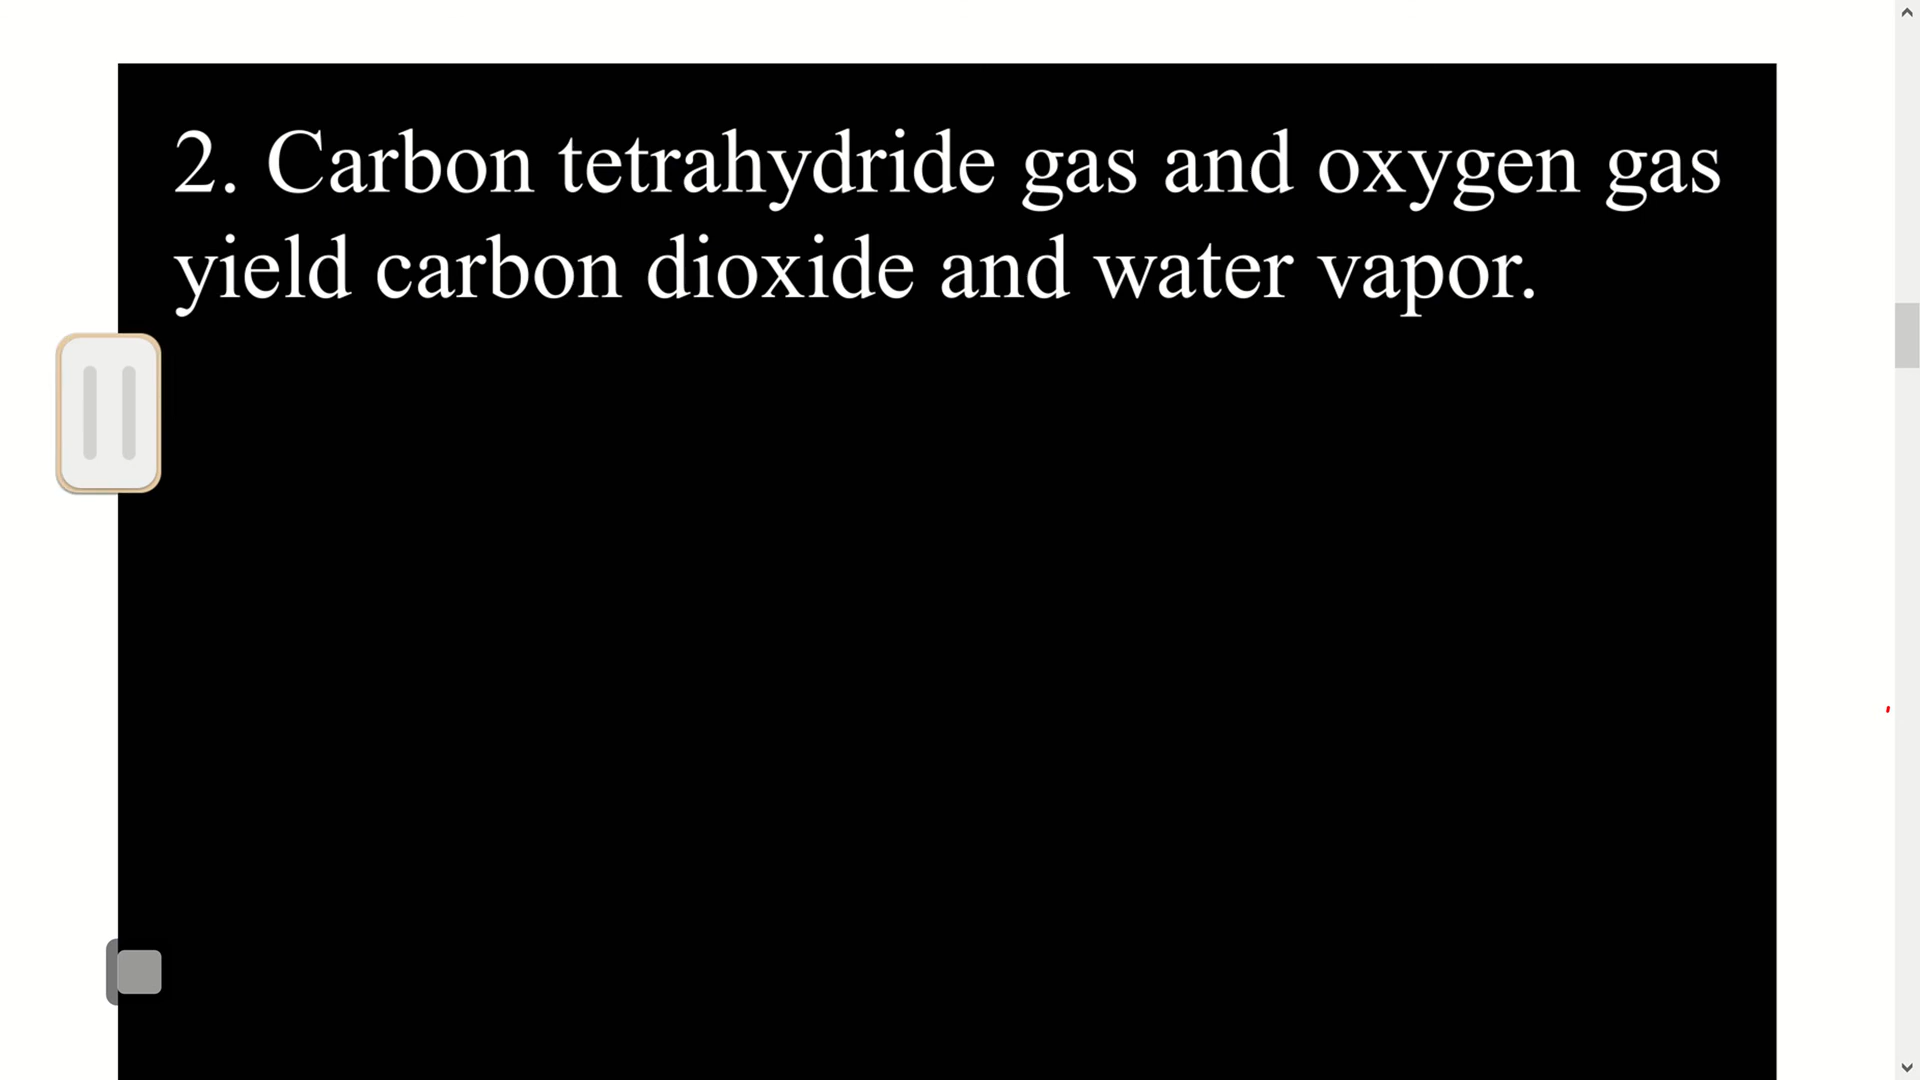 2. Carbon tetrahydride gas and oxygen gas
yield carbon dioxide and water vapor.